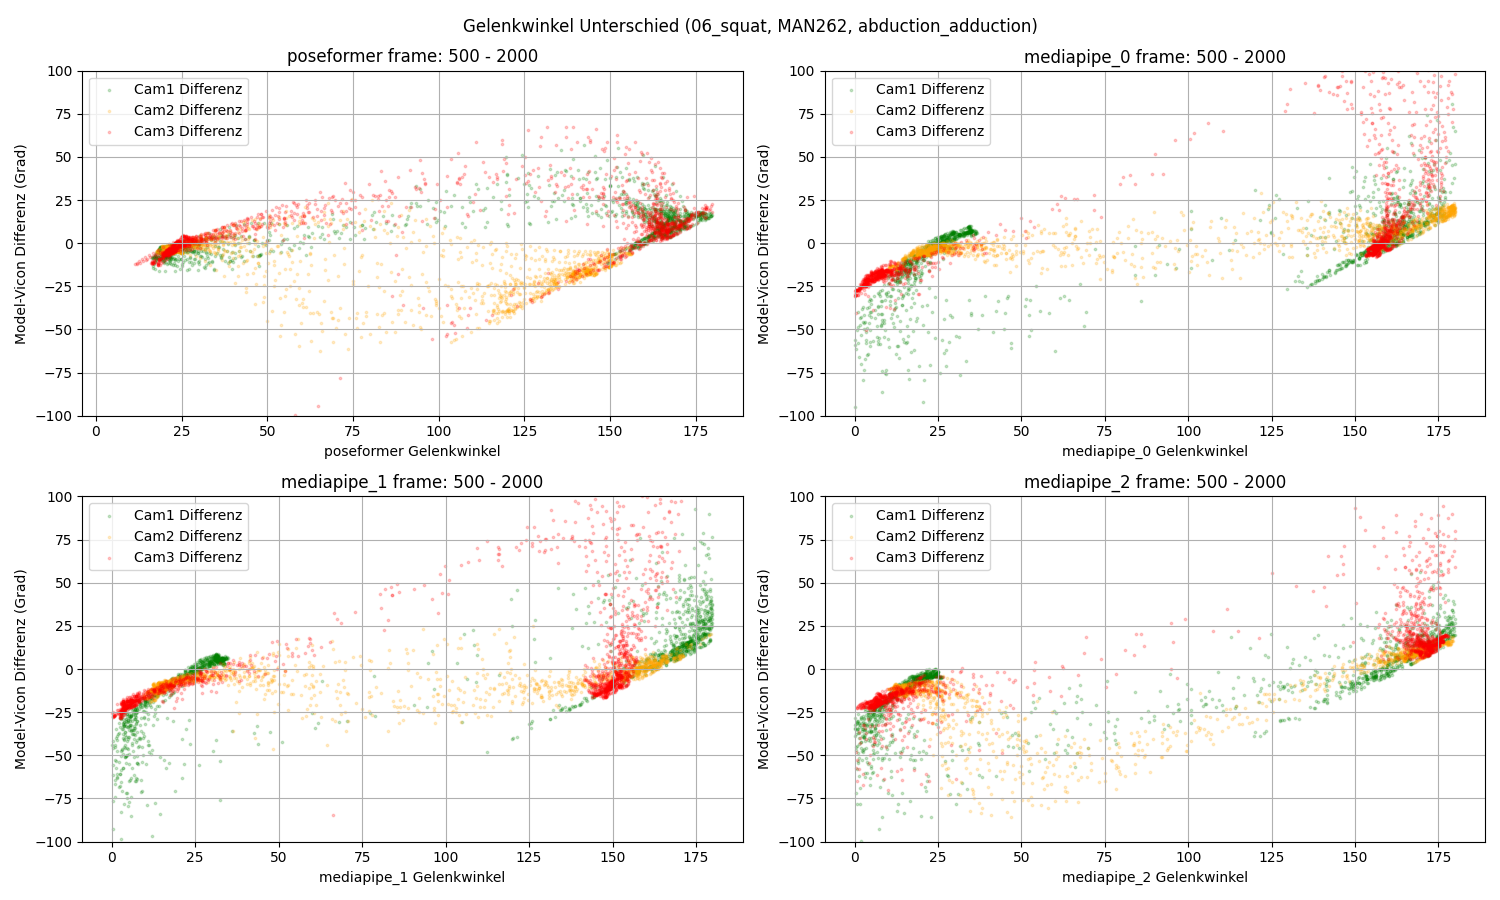 Gelenkwinkel Unterschied (06_squat, MAN262, abduction_adduction)
poseformer frame: 500 - 2000
Cam1 Differenz
Cam2 Differenz
Cam3 Differenz
Model-Vicon Differenz (Grad)
100
75
50
25
0
−25
−50
−75
−100
0 25 50 75 100 125 150 175
poseformer Gelenkwinkel
mediapipe_0 frame: 500 - 2000
Cam1 Differenz
Cam2 Differenz
Cam3 Differenz
Model-Vicon Differenz (Grad)
100
75
50
25
0
−25
−50
−75
−100
0 25 50 75 100 125 150 175
mediapipe_0 Gelenkwinkel
mediapipe_1 frame: 500 - 2000
Cam1 Differenz
Cam2 Differenz
Cam3 Differenz
Model-Vicon Differenz (Grad)
100
75
50
25
0
−25
−50
−75
−100
0 25 50 75 100 125 150 175
mediapipe_1 Gelenkwinkel
mediapipe_2 frame: 500 - 2000
Cam1 Differenz
Cam2 Differenz
Cam3 Differenz
Model-Vicon Differenz (Grad)
100
75
50
25
0
−25
−50
−75
−100
0 25 50 75 100 125 150 175
mediapipe_2 Gelenkwinkel